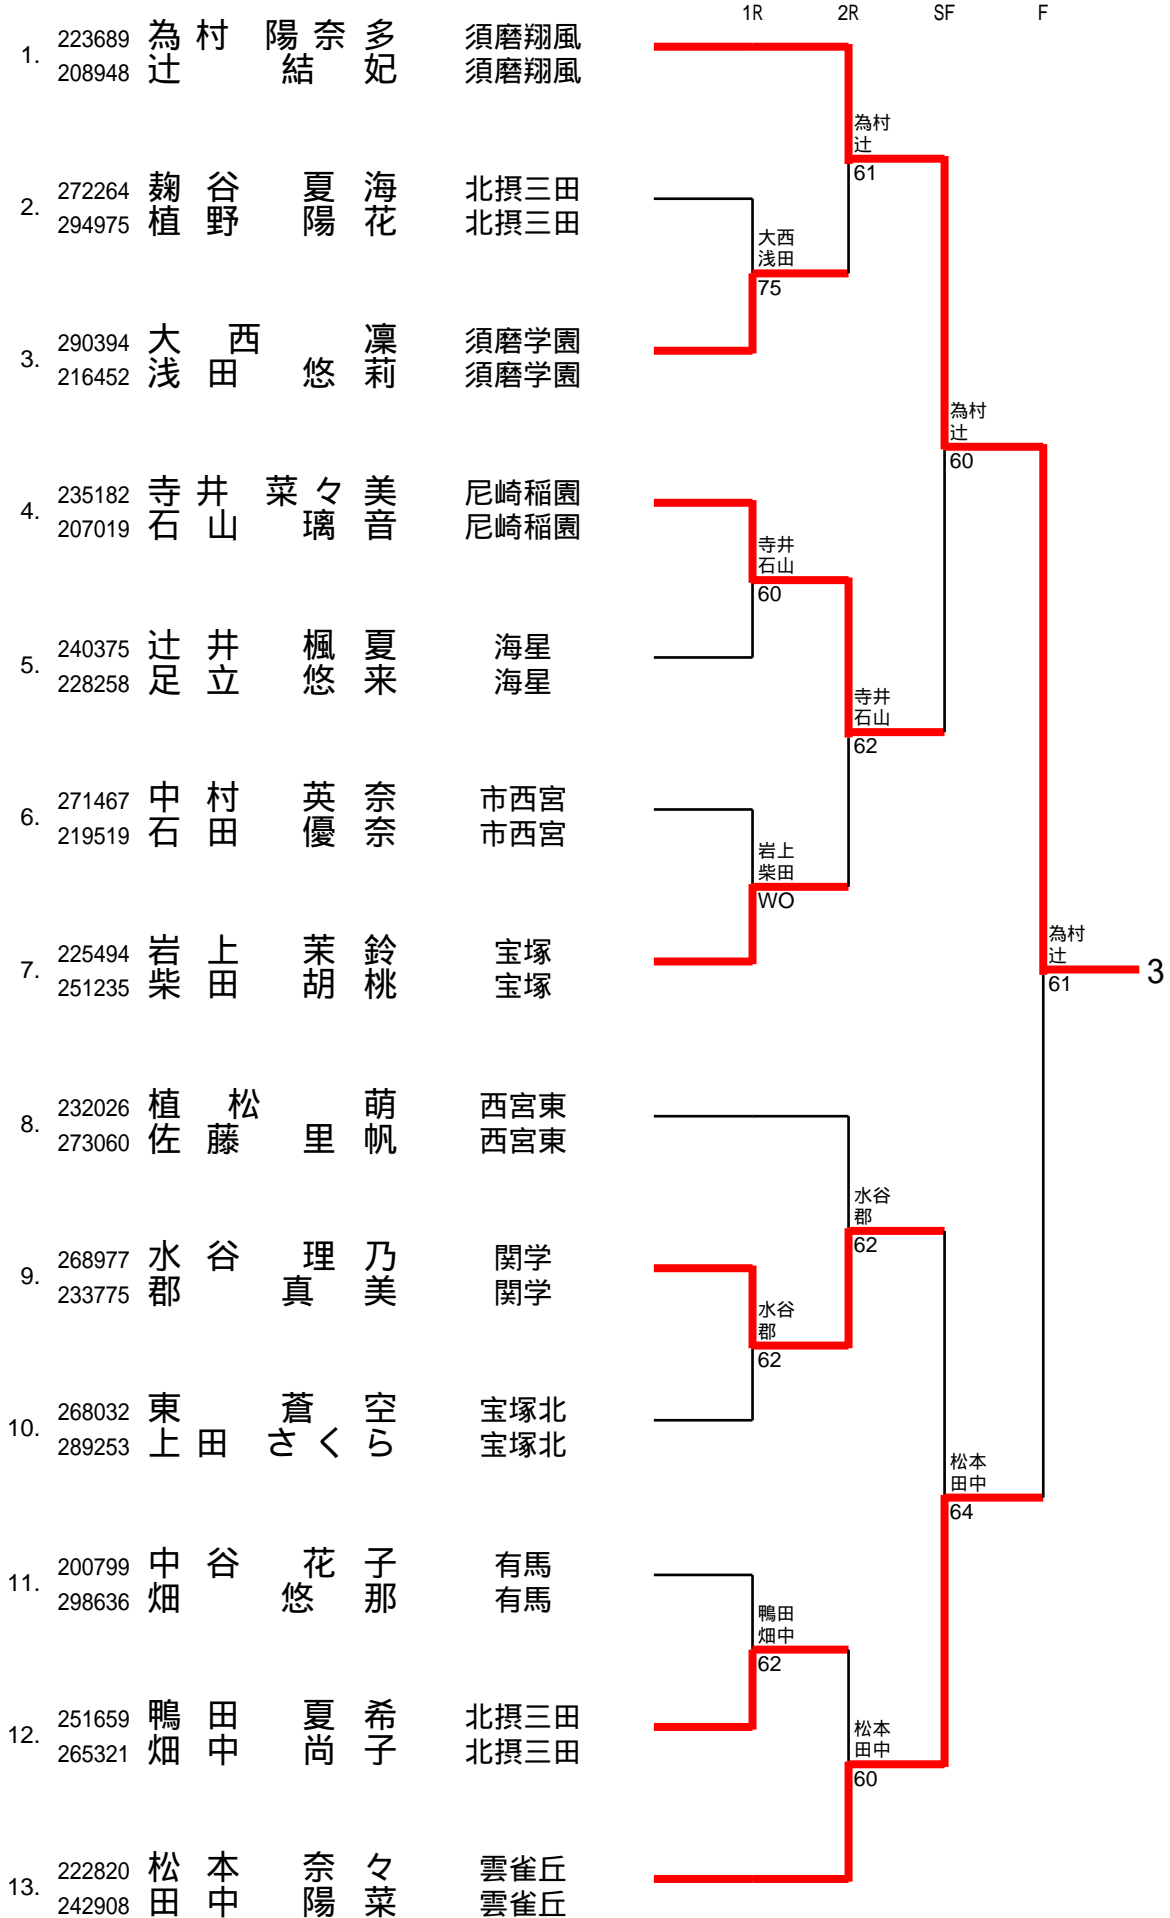 1R 2R SF F
1. 223689 為村 陽奈多 須磨翔風
208948 辻 結妃 須磨翔風
為村
辻
61
2. 272264 麹谷 夏海 北摂三田
294975 植野 陽花 北摂三田
大西
浅田
75
3. 290394 大西 凜 須磨学園
216452 浅田 悠莉 須磨学園
為村
辻
60
4. 235182 寺井 菜々美 尼崎稲園
207019 石山 璃音 尼崎稲園
寺井
石山
60
5. 240375 辻井 楓夏 海星
228258 足立 悠来 海星
寺井
石山
62
6. 271467 中村 英奈 市西宮
219519 石田 優奈 市西宮
岩上
柴田
WO
7. 225494 岩上 茉鈴 宝塚
251235 柴田 胡桃 宝塚
為村
辻
61
3
8. 232026 植松 萌 西宮東
273060 佐藤 里帆 西宮東
水谷
郡
62
9. 268977 水谷 理乃 関学
233775 郡 真美 関学
水谷
郡
62
10. 268032 東 蒼空 宝塚北
289253 上田 さくら 宝塚北
松本
田中
64
11. 200799 中谷 花子 有馬
298636 畑 悠那 有馬
鴨田
畑中
62
12. 251659 鴨田 夏希 北摂三田
265321 畑中 尚子 北摂三田
松本
田中
60
13. 222820 松本 奈々 雲雀丘
242908 田中 陽菜 雲雀丘